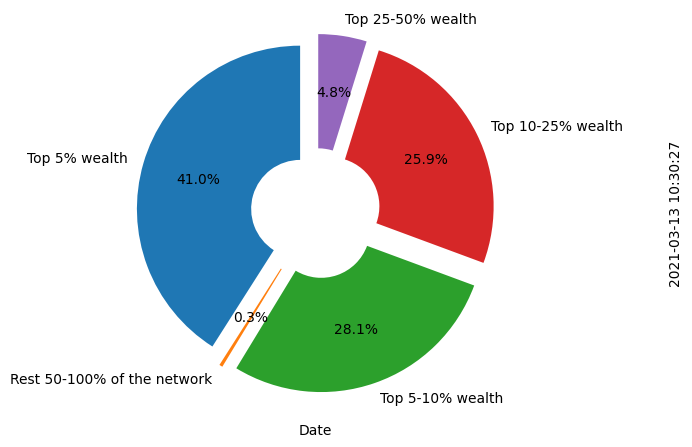 Top 25-50% wealth
4.8%
Top 10-25% wealth
25.9%
Top 5% wealth
41.0%
0.3%
28.1%
Rest 50-100% of the network
Top 5-10% wealth
Date
2021-03-13 10:30:27